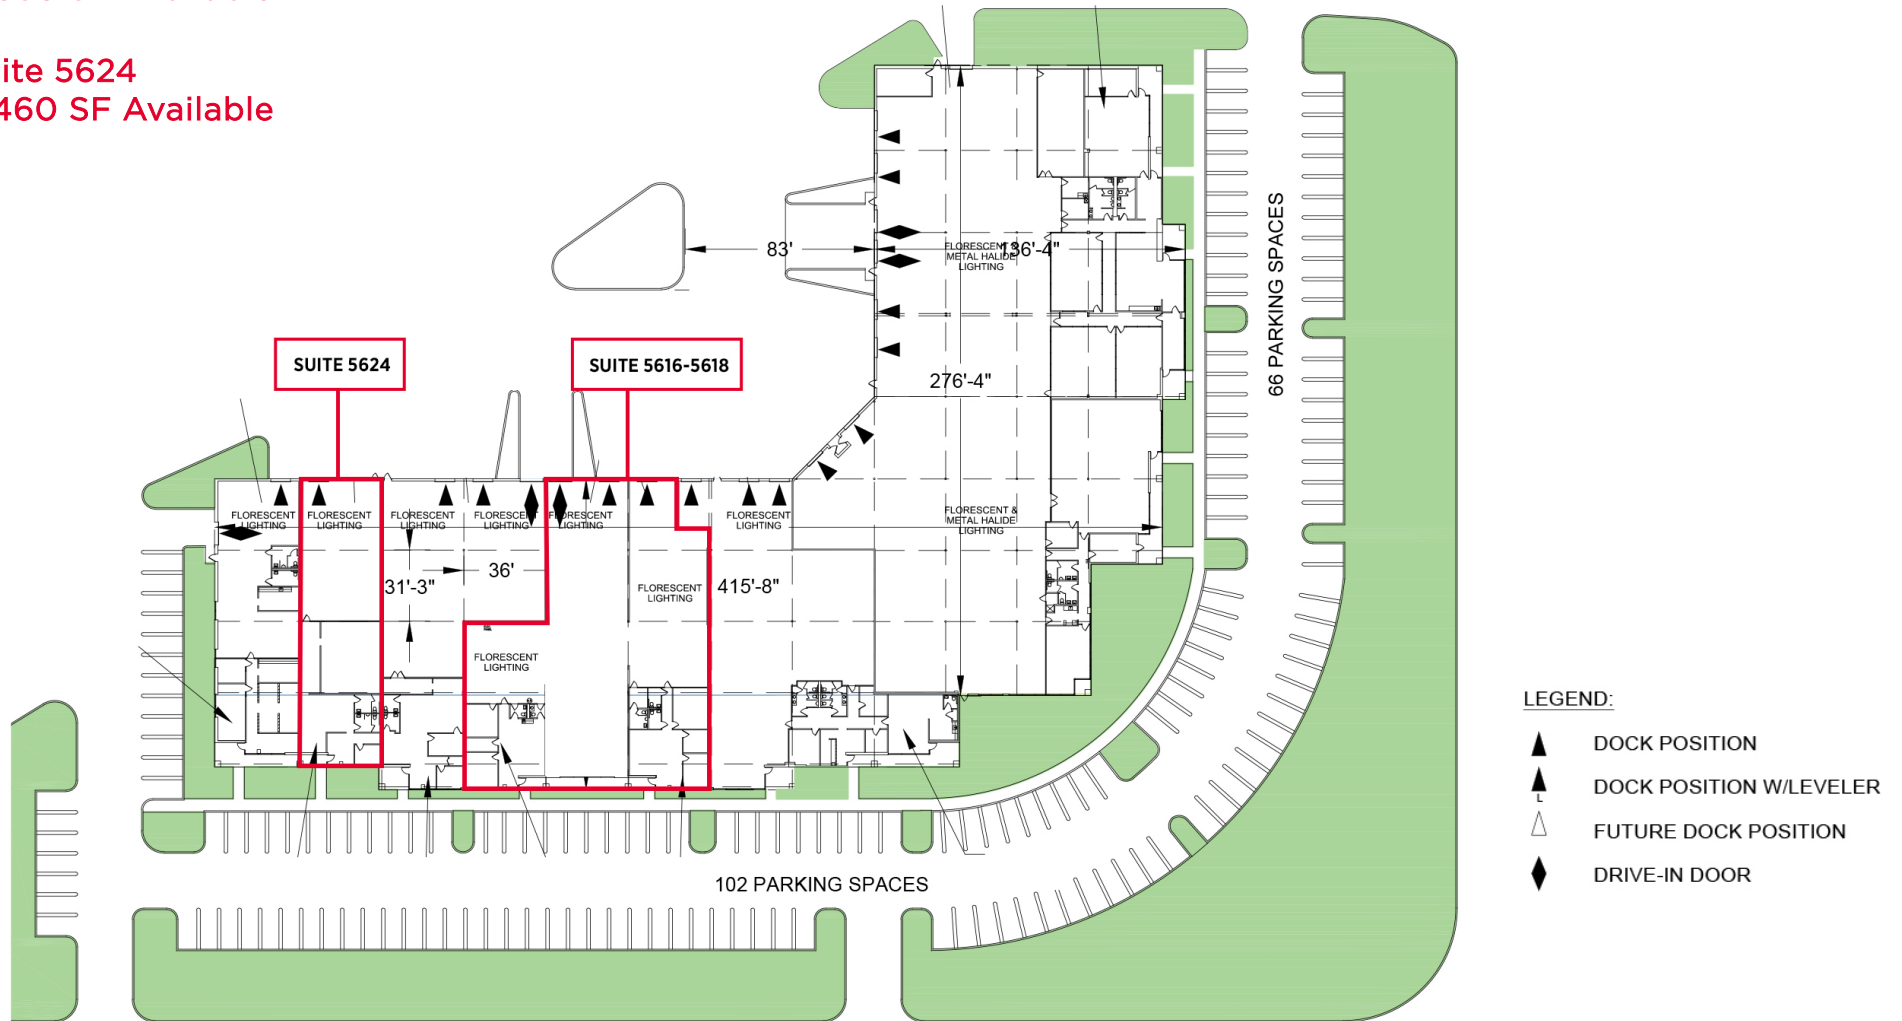 ite 5624
460 SF Available
SUITE 5624
SUITE 5616-5618
83'
136'-4"
FLORESCENT &
METAL HALIDE
LIGHTING
276'-4"
66 PARKING SPACES
FLORESCENT
LIGHTING
FLORESCENT
LIGHTING
FLORESCENT
LIGHTING
FLORESCENT
LIGHTING
FLORESCENT
LIGHTING
FLORESCENT
LIGHTING
FLORESCENT &
METAL HALIDE
LIGHTING
31'-3"
36'
FLORESCENT
LIGHTING
415'-8"
FLORESCENT
LIGHTING
102 PARKING SPACES
LEGEND:
DOCK POSITION
DOCK POSITION W/LEVELER
L
FUTURE DOCK POSITION
DRIVE-IN DOOR